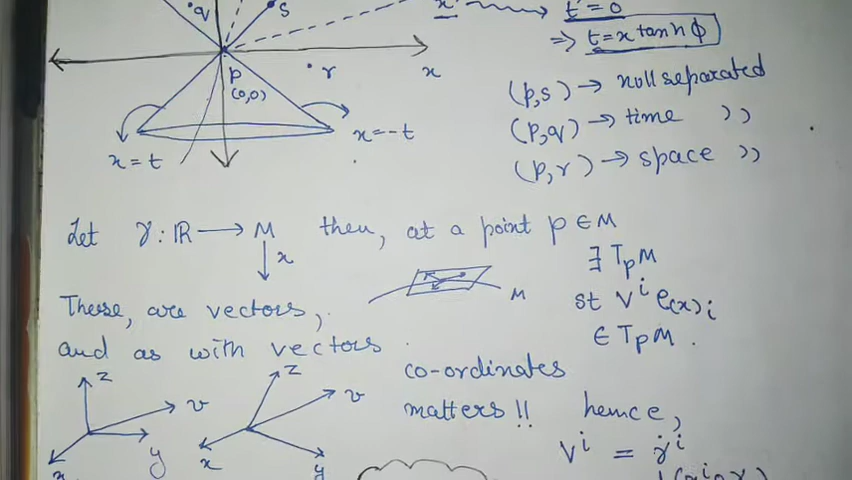 • q
s
x' → t' = 0
⇒ t = x tanh φ
x
• r
p
(0,0)
(p,s) → null separated
x = -t
(p,q) → time ))
x = t
(p,r) → space ))
Let γ : ℝ → M then, at a point p ∈ M
↓ x
∃ TpM
M
These, are vectors,
st Vⁱ e(x)ᵢ
∈ TpM .
and as with vectors
co-ordinates
matters!! hence,
z
v
y
x
z
v
x
y
Vⁱ = γ̇ⁱ